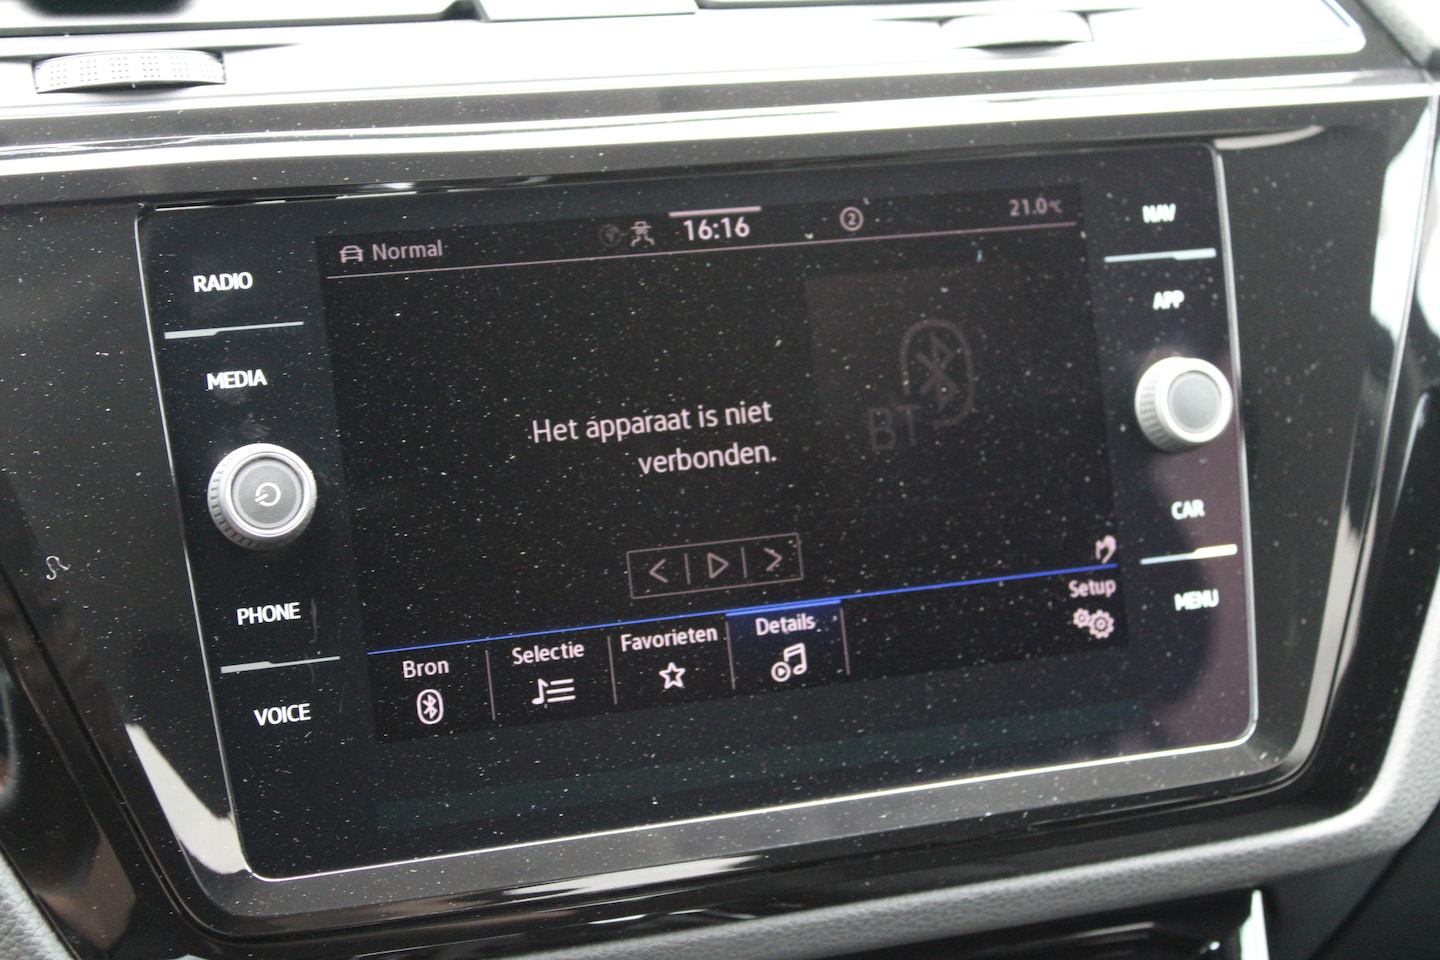 Normal
16:16
2
21.0°C
RADIO
MEDIA
PHONE
VOICE
Het apparaat is niet
verbonden.
BT
Bron
Selectie
Favorieten
Details
Setup
NAV
APP
CAR
MENU